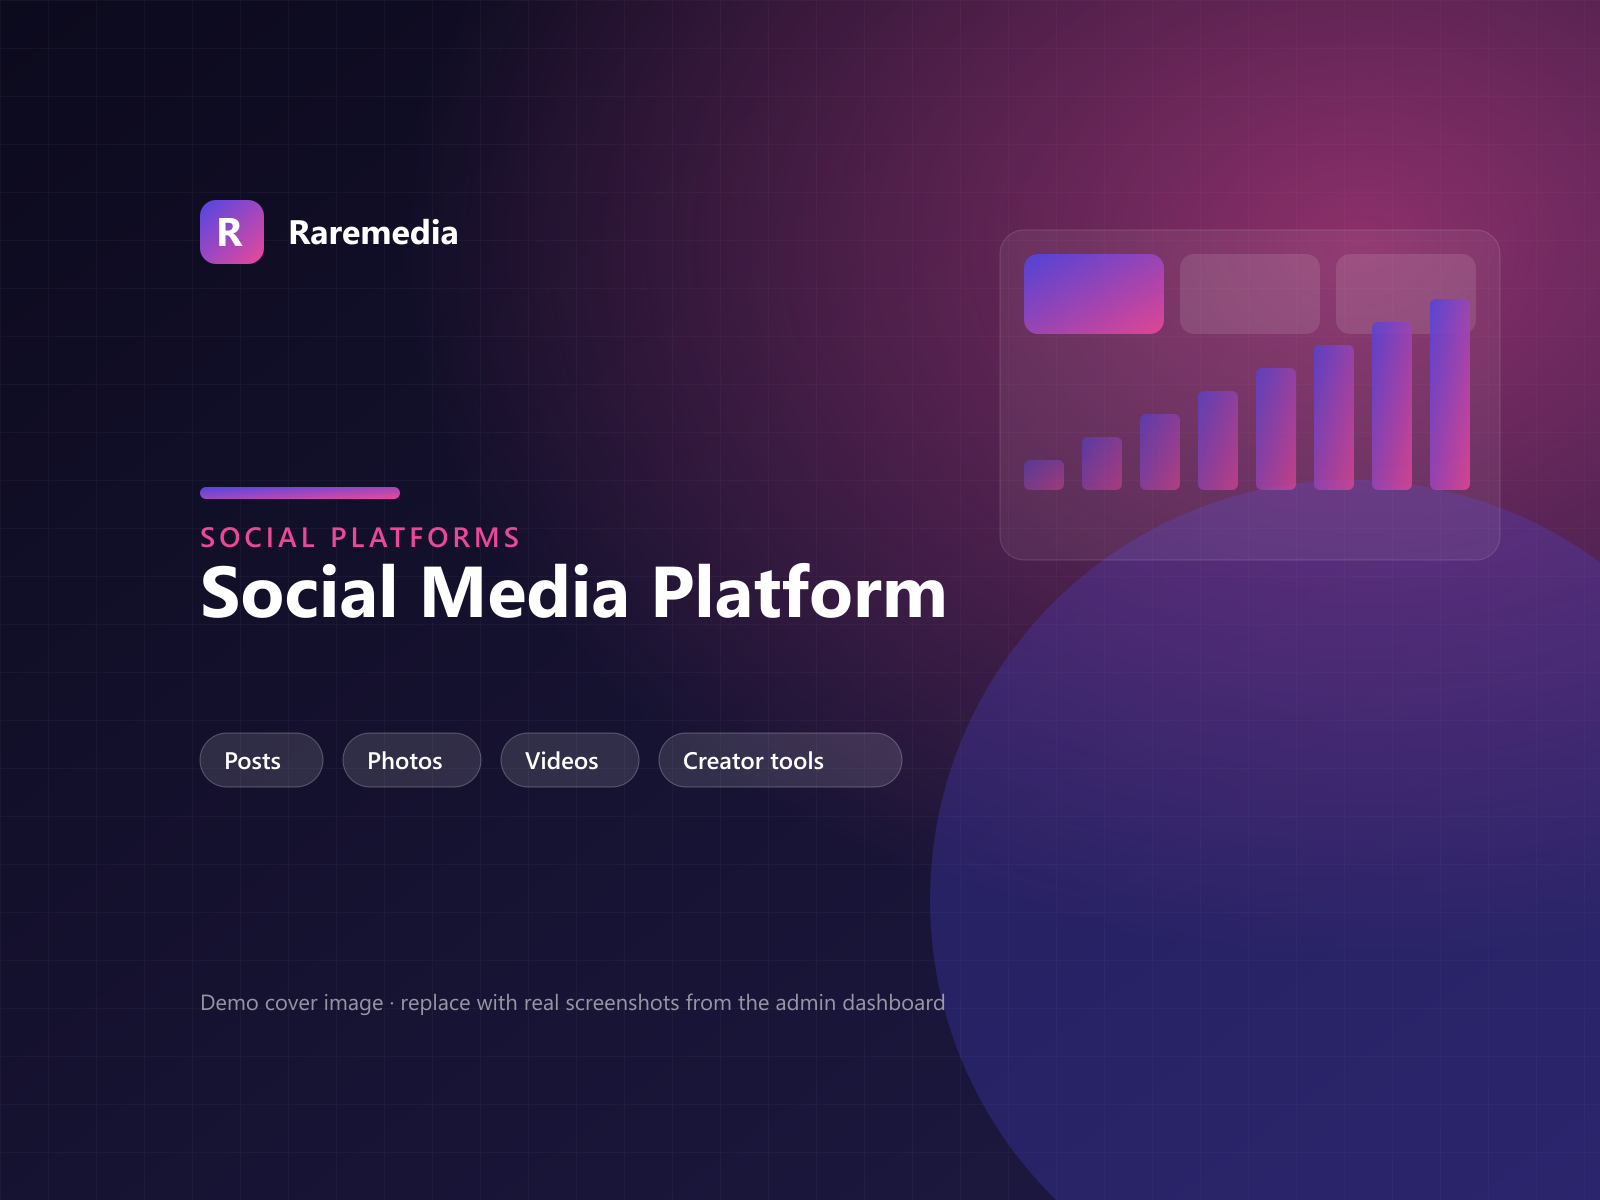 R
Raremedia
SOCIAL PLATFORMS
Social Media Platform
Posts
Photos
Videos
Creator tools
Demo cover image · replace with real screenshots from the admin dashboard